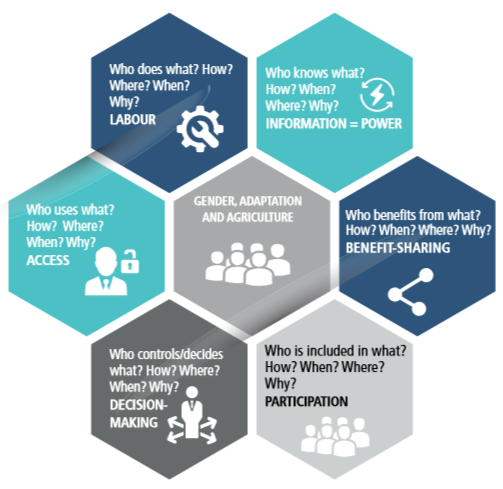 Who does what? How?
Where? When?
Why?
LABOUR
Who knows what?
How? When?
Where? Why?
INFORMATION = POWER
Who uses what?
How? Where?
When? Why?
ACCESS
GENDER, ADAPTATION
AND AGRICULTURE
Who benefits from what?
How? When? Where? Why?
BENEFIT-SHARING
Who controls/decides
what? How? Where?
When? Why?
DECISION-
MAKING
Who is included in what?
How? When? Where?
Why?
PARTICIPATION